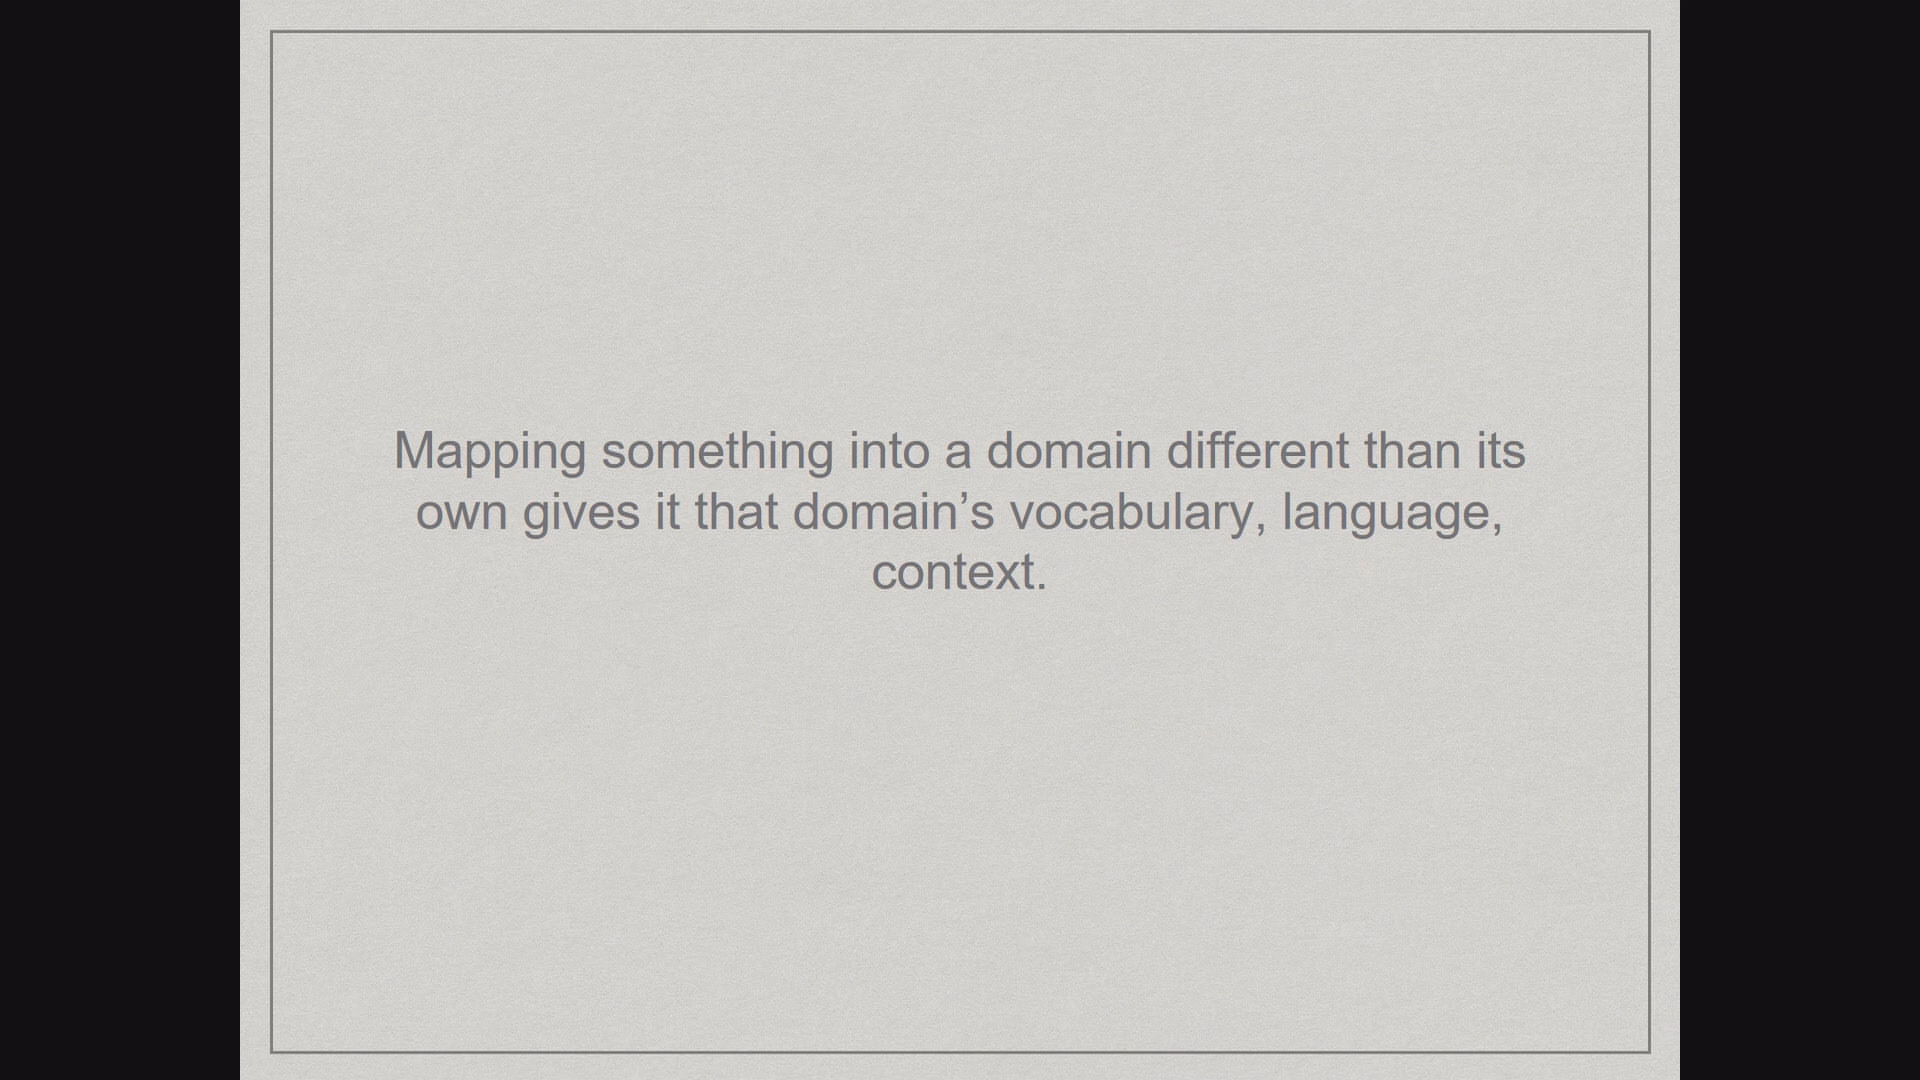 Mapping something into a domain different than its
own gives it that domain’s vocabulary, language,
context.